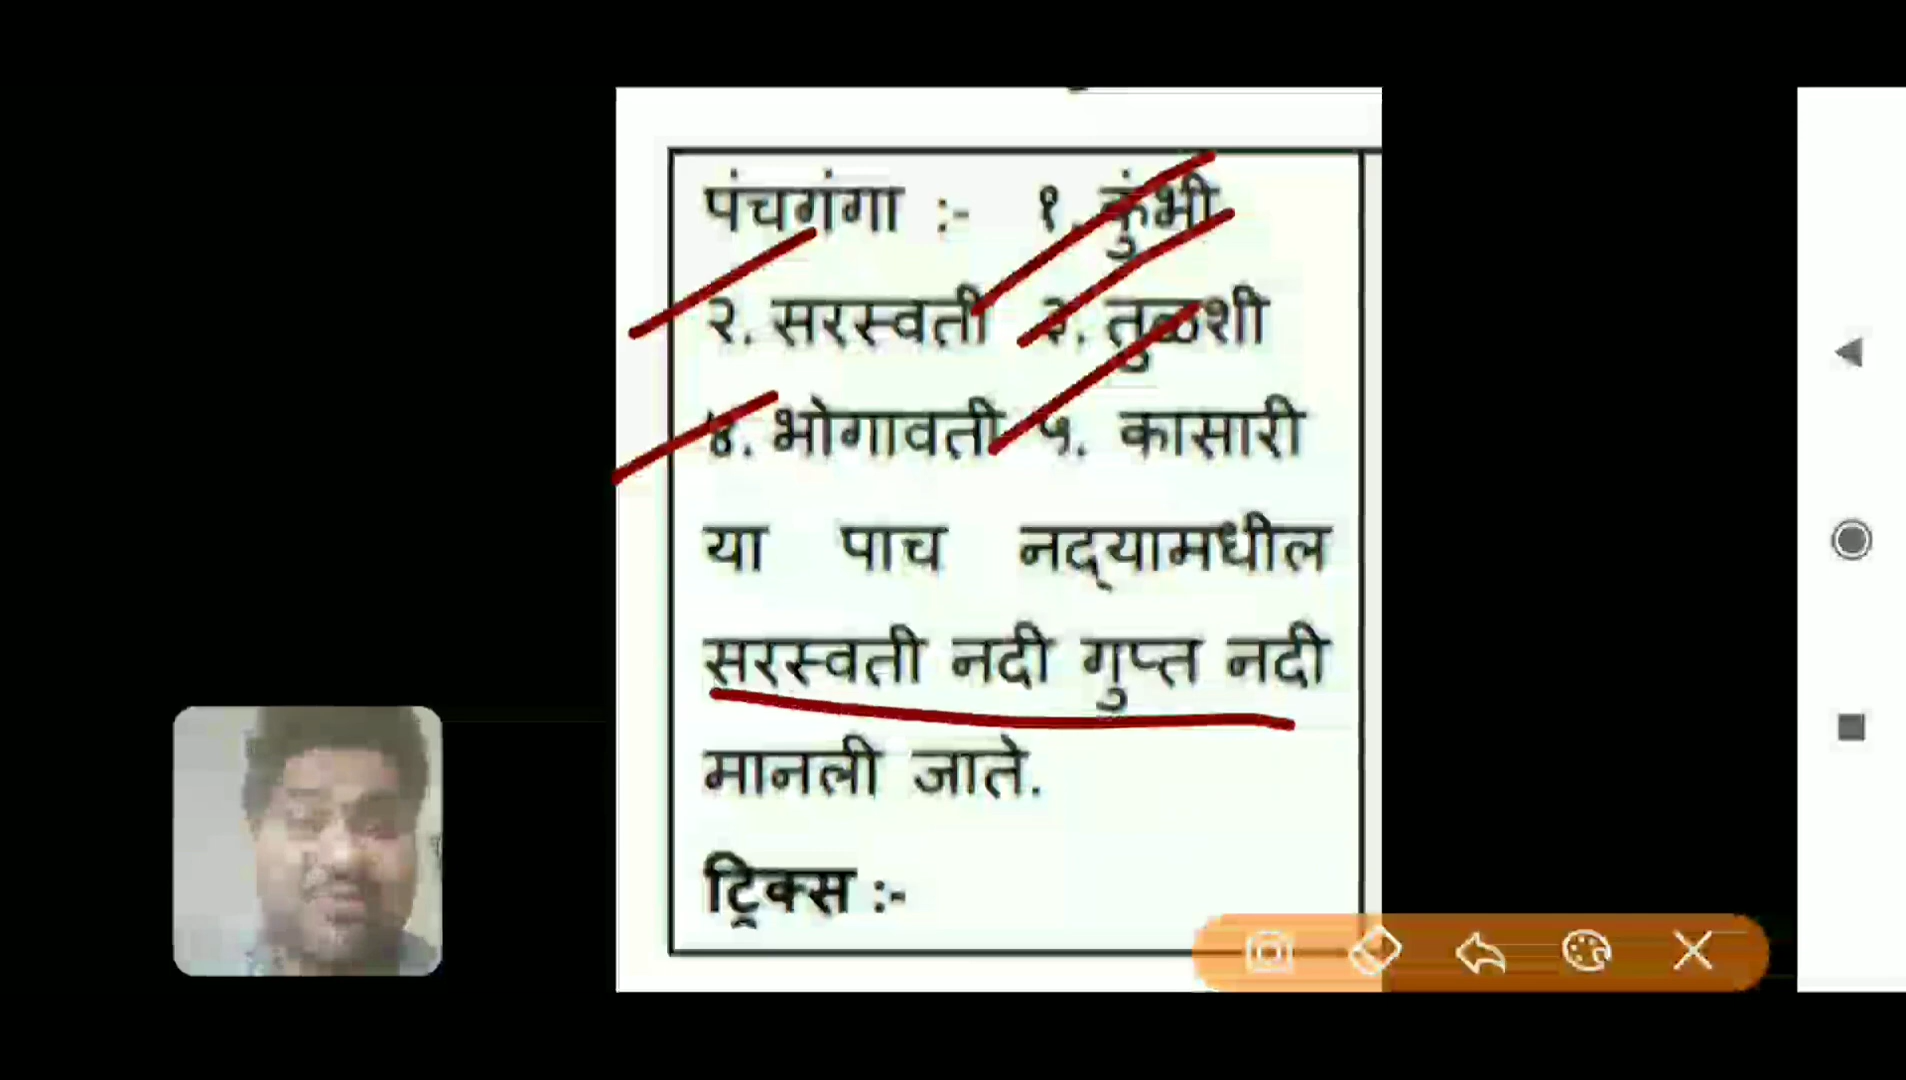 पंचगंगा :- १. कुंभी
२. सरस्वती ३. तुळशी
४. भोगावती ५. कासारी
या पाच नद्यामधील
सरस्वती नदी गुप्त नदी
मानली जाते.
ट्रिक्स :-